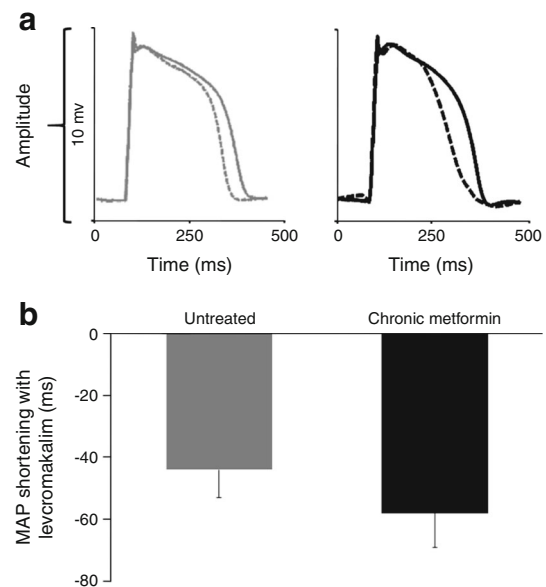 a
Amplitude
10 mv
0 250 500
Time (ms)
0 250 500
Time (ms)
b
Untreated Chronic metformin
MAP shortening with
levcromakalim (ms)
0
-20
-40
-60
-80